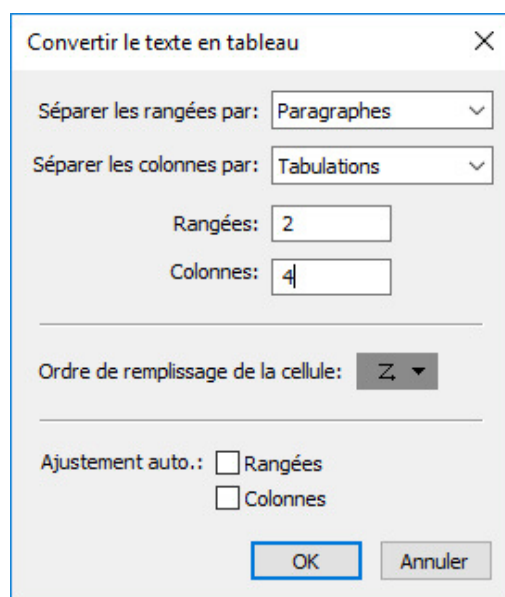 Convertir le texte en tableau
Séparer les rangées par: Paragraphes
Séparer les colonnes par: Tabulations
Rangées: 2
Colonnes: 4
Ordre de remplissage de la cellule:
Ajustement auto.: Rangées
Colonnes
OK Annuler